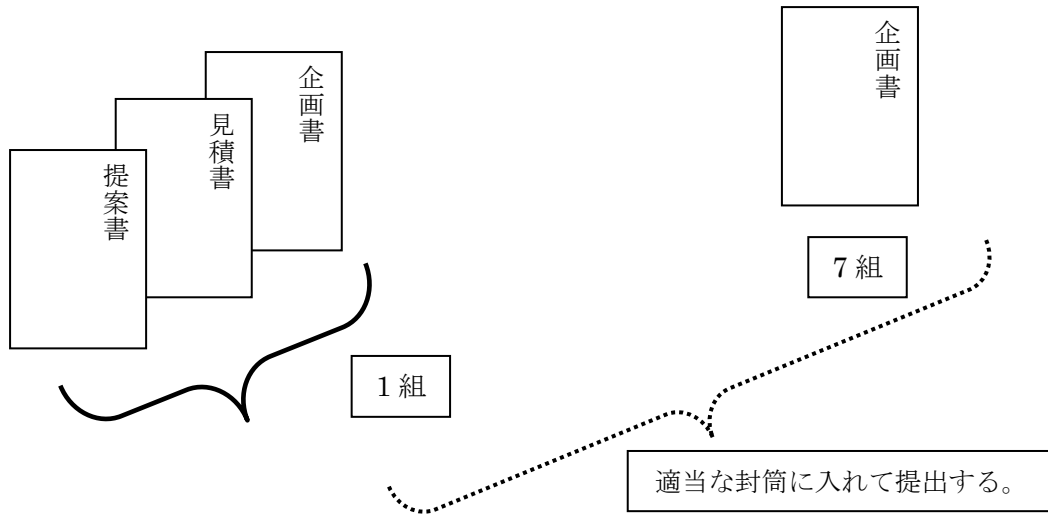 提案書
見積書
企画書
1組
企画書
7組
適当な封筒に入れて提出する。